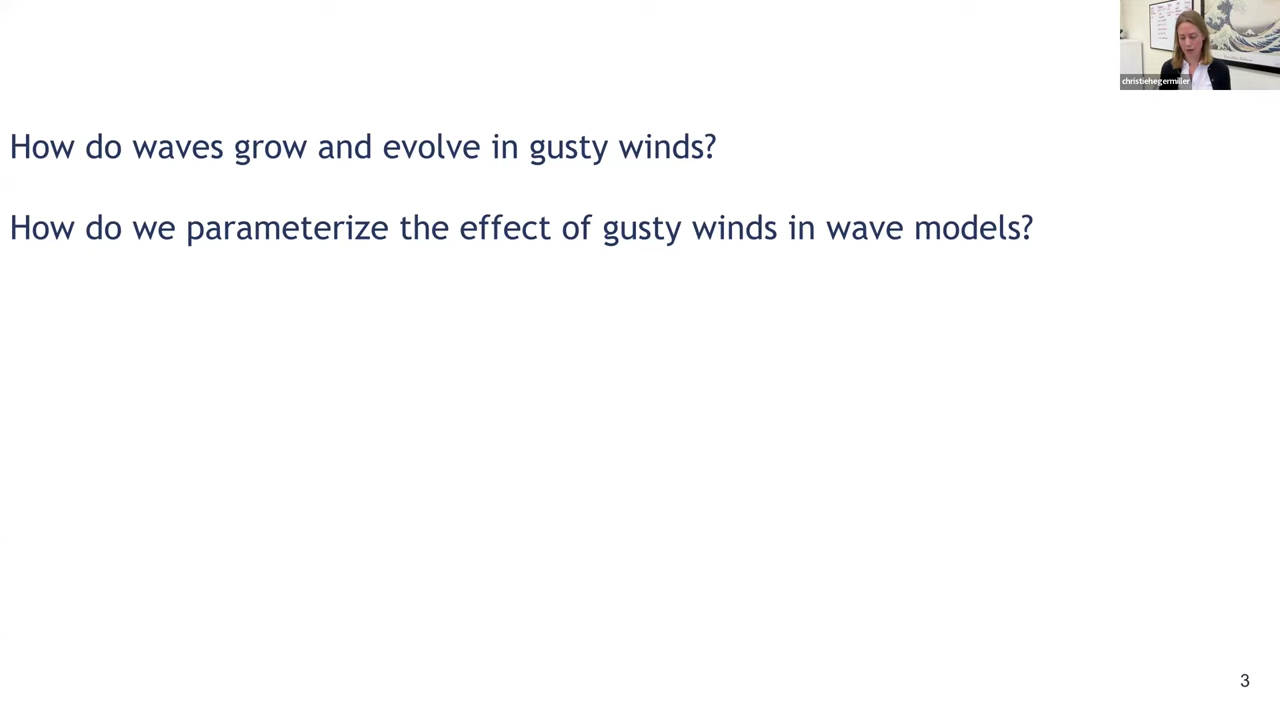 christiehegermiller
How do waves grow and evolve in gusty winds?
How do we parameterize the effect of gusty winds in wave models?
3